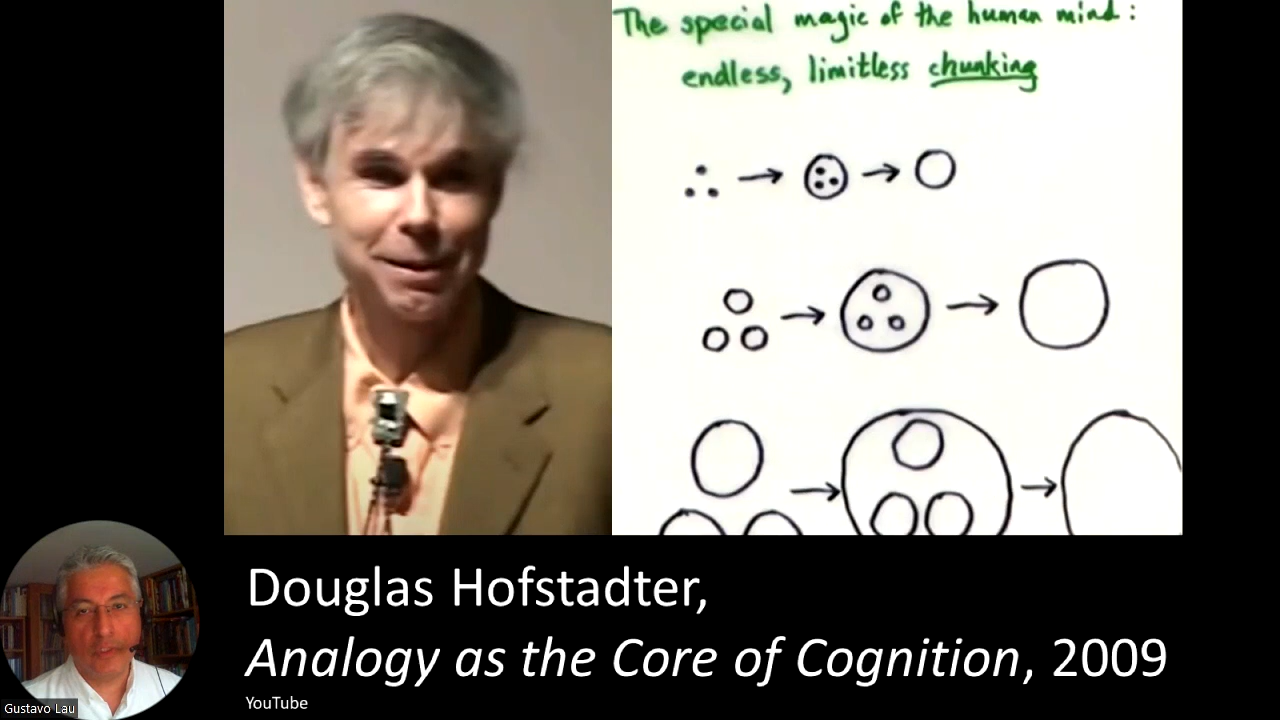 The special magic of the human mind:
endless, limitless chunking
Douglas Hofstadter,
Analogy as the Core of Cognition, 2009
YouTube
Gustavo Lau